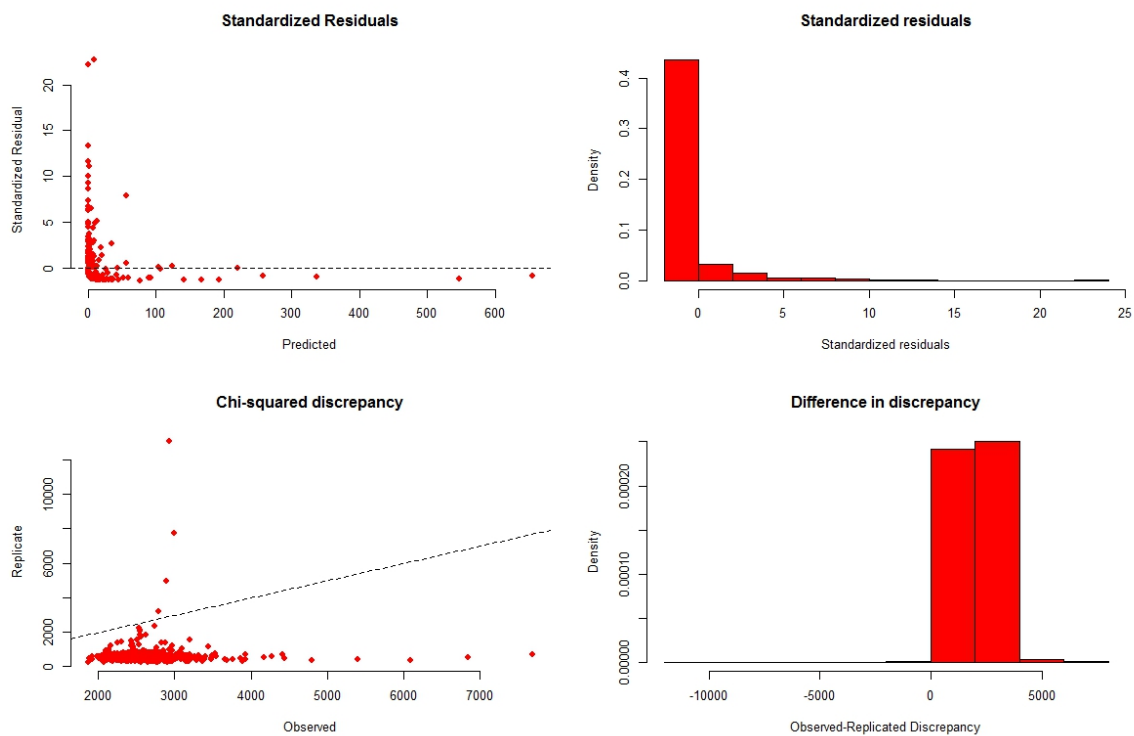 Standardized Residuals
Standardized Residual
20
15
10
5
0
0 100 200 300 400 500 600
Predicted
Standardized residuals
Density
0.4
0.3
0.2
0.1
0.0
0 5 10 15 20 25
Standardized residuals
Chi-squared discrepancy
Replicate
10000
6000
2000
0
2000 3000 4000 5000 6000 7000
Observed
Difference in discrepancy
Density
0.00020
0.00010
0.00000
-10000 -5000 0 5000
Observed-Replicated Discrepancy